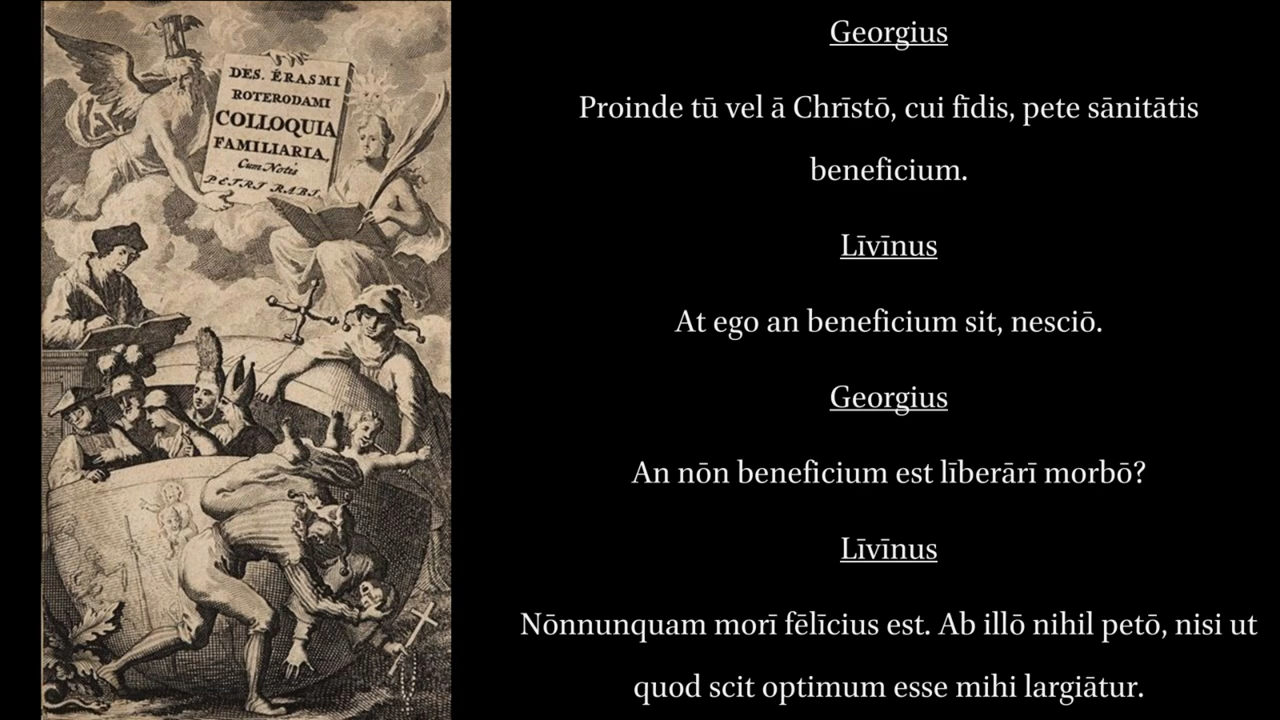 DES. ÉRASMI
ROTERODAMI
COLLOQUIA
FAMILIARIA,
Cum Notis
PETRI RABI.
Georgius
Proinde tū vel ā Chrīstō, cui fīdis, pete sānitātis
beneficium.
Līvīnus
At ego an beneficium sit, nesciō.
Georgius
An nōn beneficium est līberārī morbō?
Līvīnus
Nōnnunquam morī fēlīcius est. Ab illō nihil petō, nisi ut
quod scit optimum esse mihi largiātur.